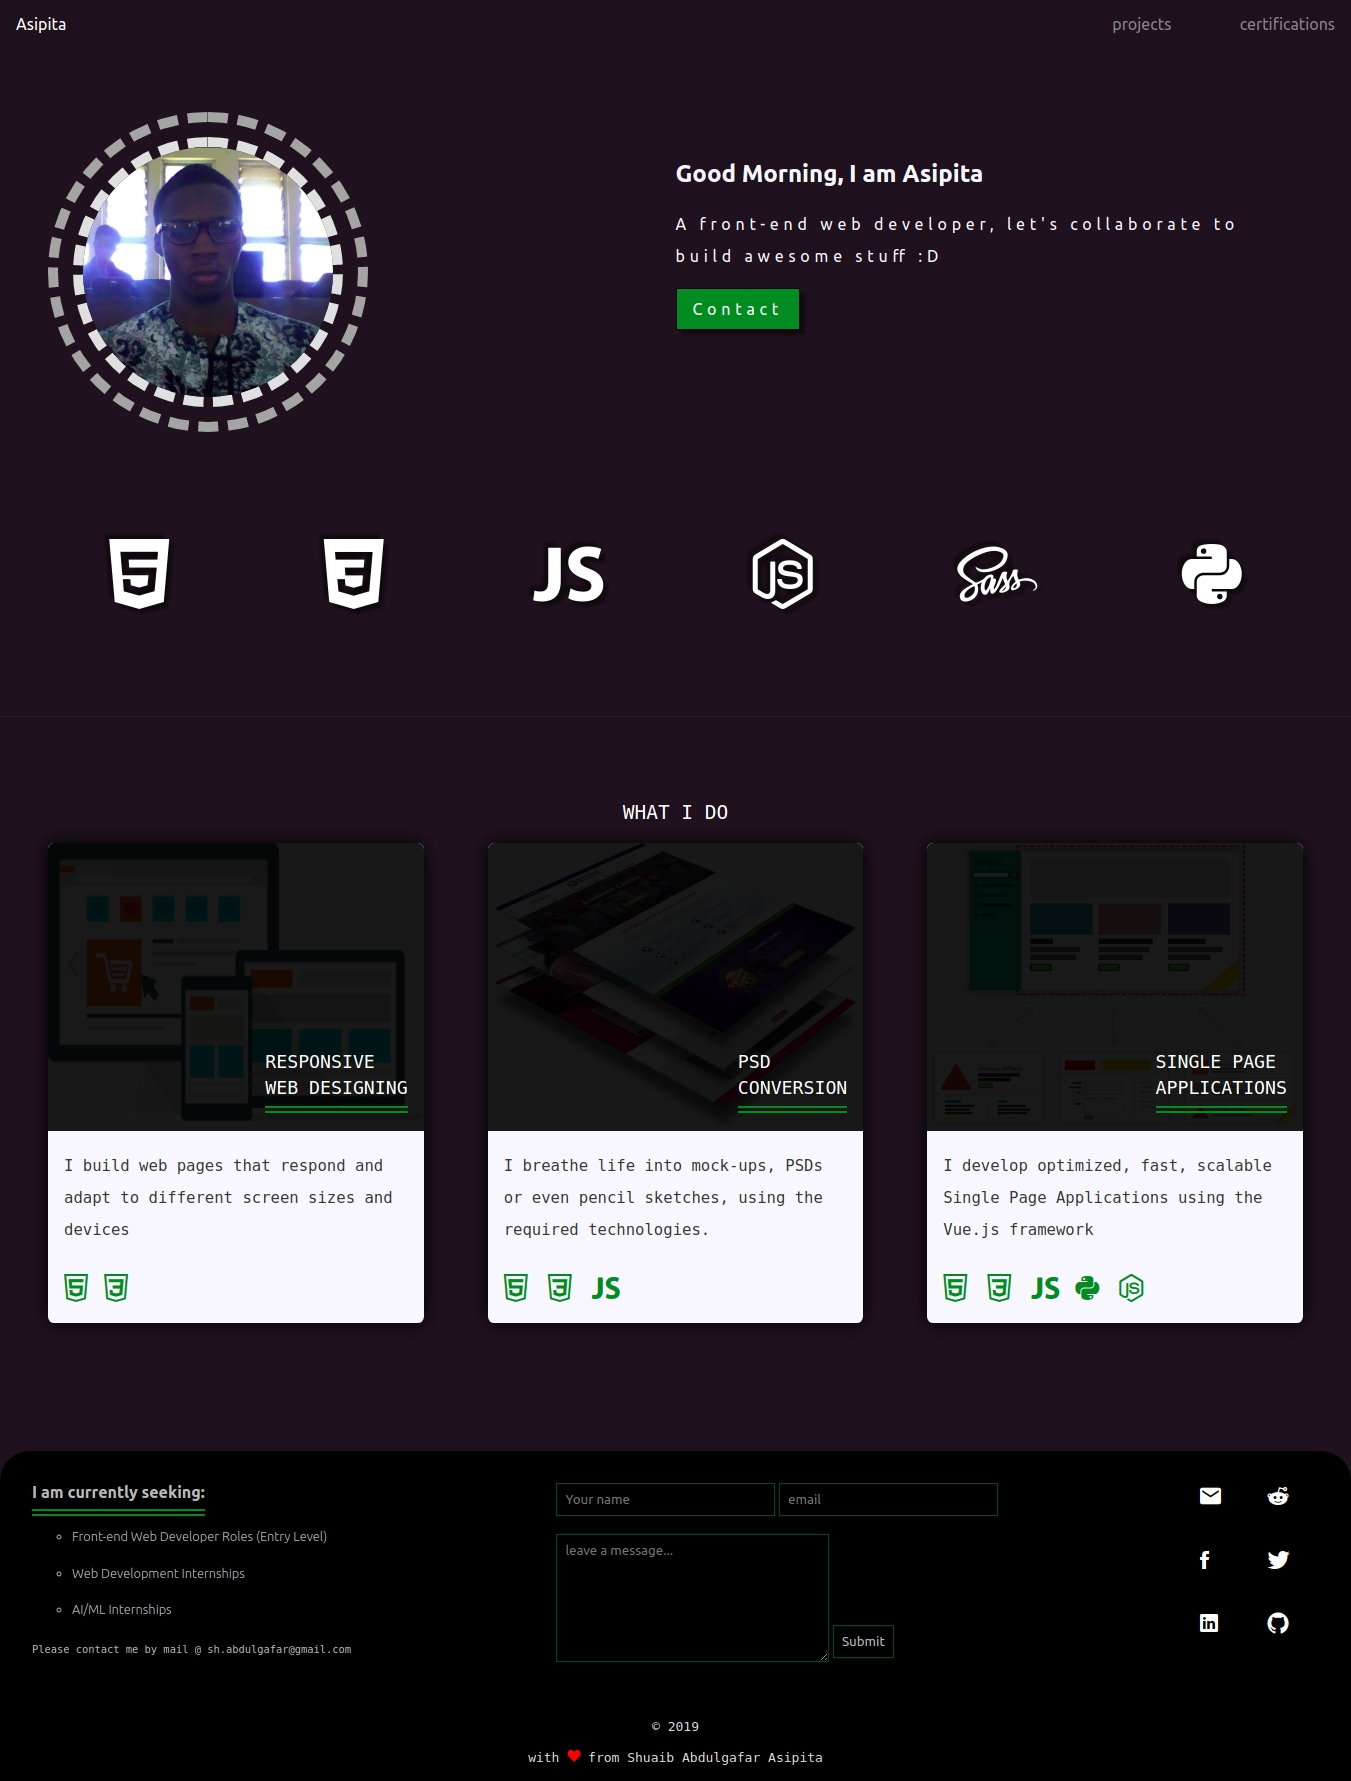 Asipita
projects
certifications
Good Morning, I am Asipita
A front-end web developer, let's collaborate to
build awesome stuff :D
Contact
JS
JS
Sass
WHAT I DO
RESPONSIVE
WEB DESIGNING
I build web pages that respond and
adapt to different screen sizes and
devices
PSD
CONVERSION
I breathe life into mock-ups, PSDs
or even pencil sketches, using the
required technologies.
JS
SINGLE PAGE
APPLICATIONS
I develop optimized, fast, scalable
Single Page Applications using the
Vue.js framework
JS
JS
I am currently seeking:
Front-end Web Developer Roles (Entry Level)
Web Development Internships
AI/ML Internships
Please contact me by mail @ sh.abdulgafar@gmail.com
Your name
email
leave a message...
Submit
© 2019
with ❤ from Shuaib Abdulgafar Asipita